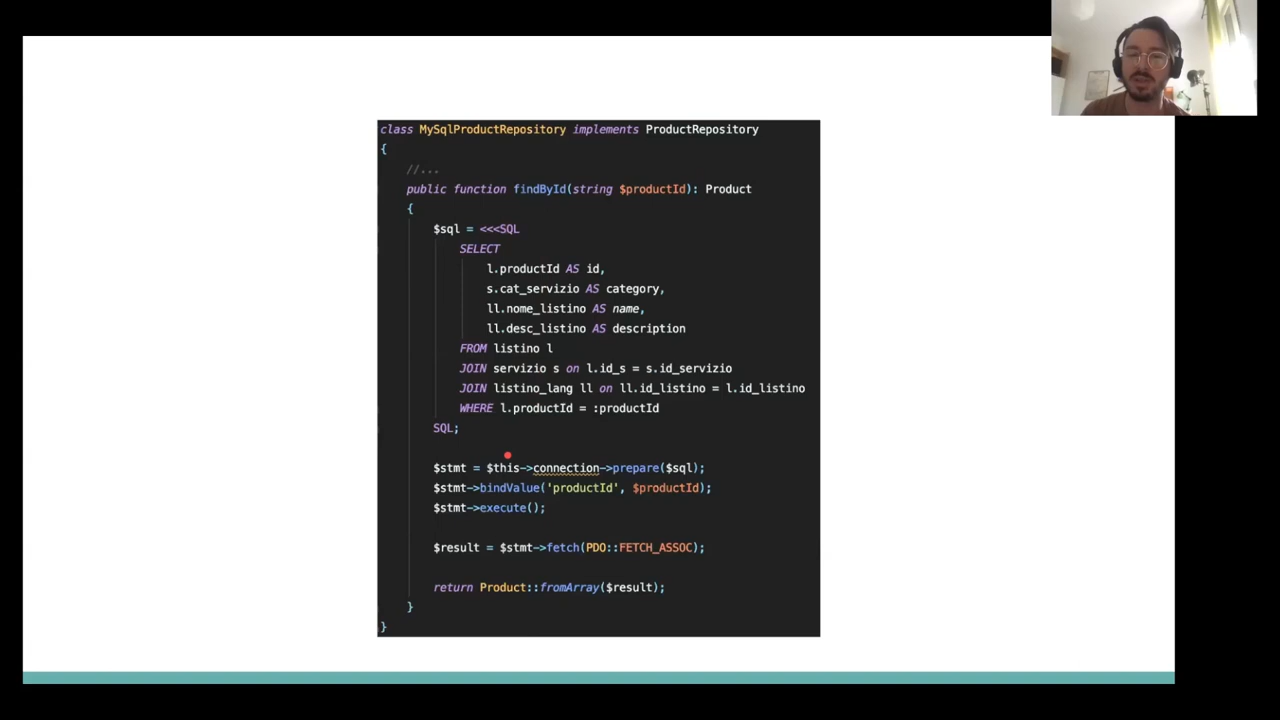 class MySqlProductRepository implements ProductRepository
{
//...
public function findById(string $productId): Product
{
$sql = <<<SQL
SELECT
l.productId AS id,
s.cat_servizio AS category,
ll.nome_listino AS name,
ll.desc_listino AS description
FROM listino l
JOIN servizio s on l.id_s = s.id_servizio
JOIN listino_lang ll on ll.id_listino = l.id_listino
WHERE l.productId = :productId
SQL;
$stmt = $this->connection->prepare($sql);
$stmt->bindValue('productId', $productId);
$stmt->execute();
$result = $stmt->fetch(PDO::FETCH_ASSOC);
return Product::fromArray($result);
}
}